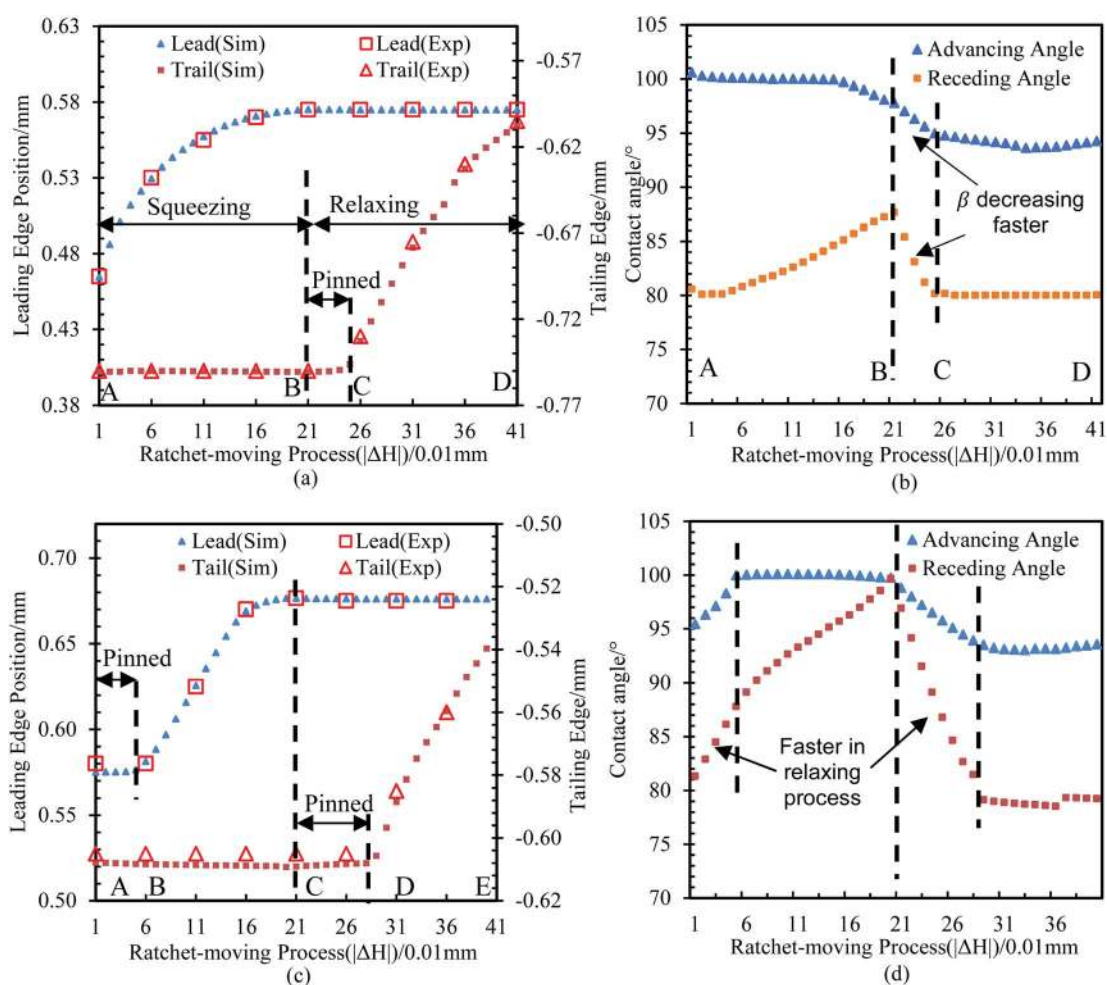 0.63
0.58
0.53
0.48
0.43
0.38
Leading Edge Position/mm
Lead(Sim)
Lead(Exp)
Trail(Sim)
Trail(Exp)
Squeezing
Relaxing
Pinned
A
B
C
D
-0.57
-0.62
-0.67
-0.72
-0.77
Tailing Edge/mm
1 6 11 16 21 26 31 36 41
Ratchet-moving Process(|ΔH|)/0.01mm
(a)
105
100
95
90
85
80
75
70
Contact angle/°
Advancing Angle
Receding Angle
β decreasing
faster
A
B
C
D
1 6 11 16 21 26 31 36 41
Ratchet-moving Process(|ΔH|)/0.01mm
(b)
0.70
0.65
0.60
0.55
0.50
Leading Edge Position/mm
Lead(Sim)
Lead(Exp)
Tail(Sim)
Tail(Exp)
Pinned
Pinned
A
B
C
D
E
-0.50
-0.52
-0.54
-0.56
-0.58
-0.60
-0.62
Tailing Edge/mm
1 6 11 16 21 26 31 36 41
Ratchet-moving Process(|ΔH|)/0.01mm
(c)
105
100
95
90
85
80
75
70
Contact angle/°
Advancing Angle
Receding Angle
Faster in
relaxing
process
1 6 11 16 21 26 31 36 41
Ratchet-moving Process(|ΔH|)/0.01mm
(d)